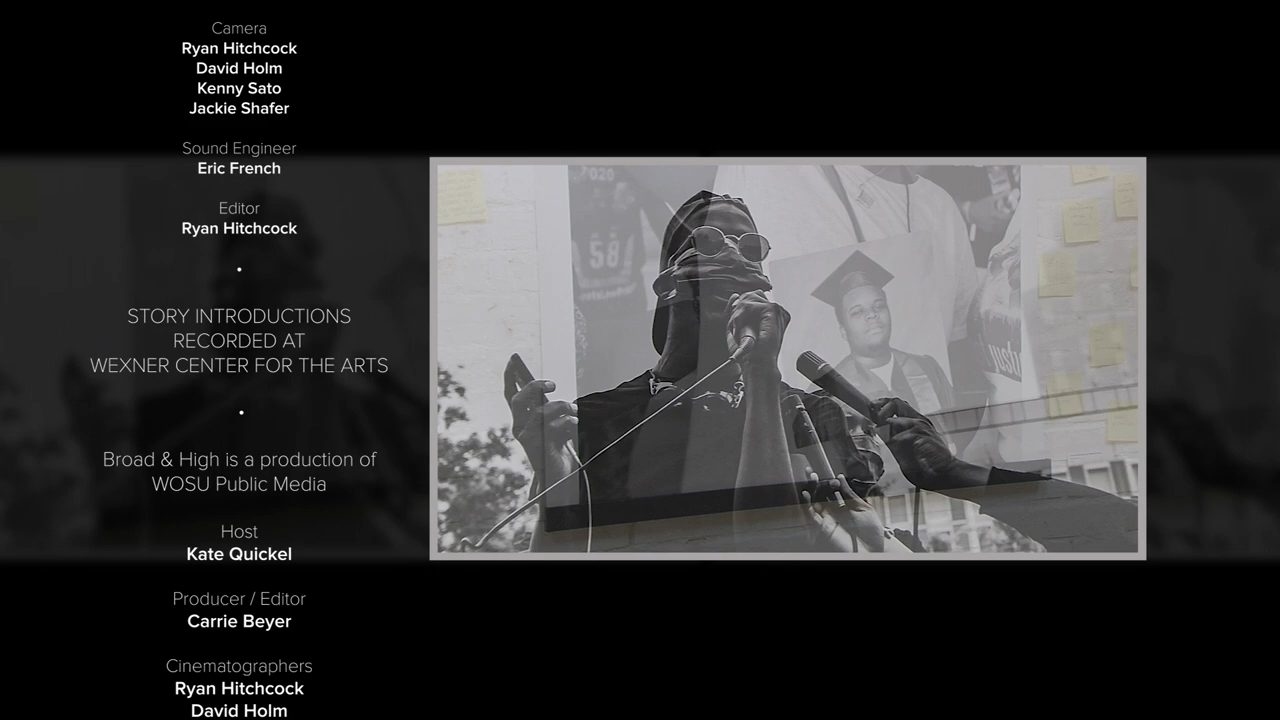 Camera
Ryan Hitchcock
David Holm
Kenny Sato
Jackie Shafer
Sound Engineer
Eric French
Editor
Ryan Hitchcock
•
STORY INTRODUCTIONS
RECORDED AT
WEXNER CENTER FOR THE ARTS
•
Broad & High is a production of
WOSU Public Media
Host
Kate Quickel
Producer / Editor
Carrie Beyer
Cinematographers
Ryan Hitchcock
David Holm
58